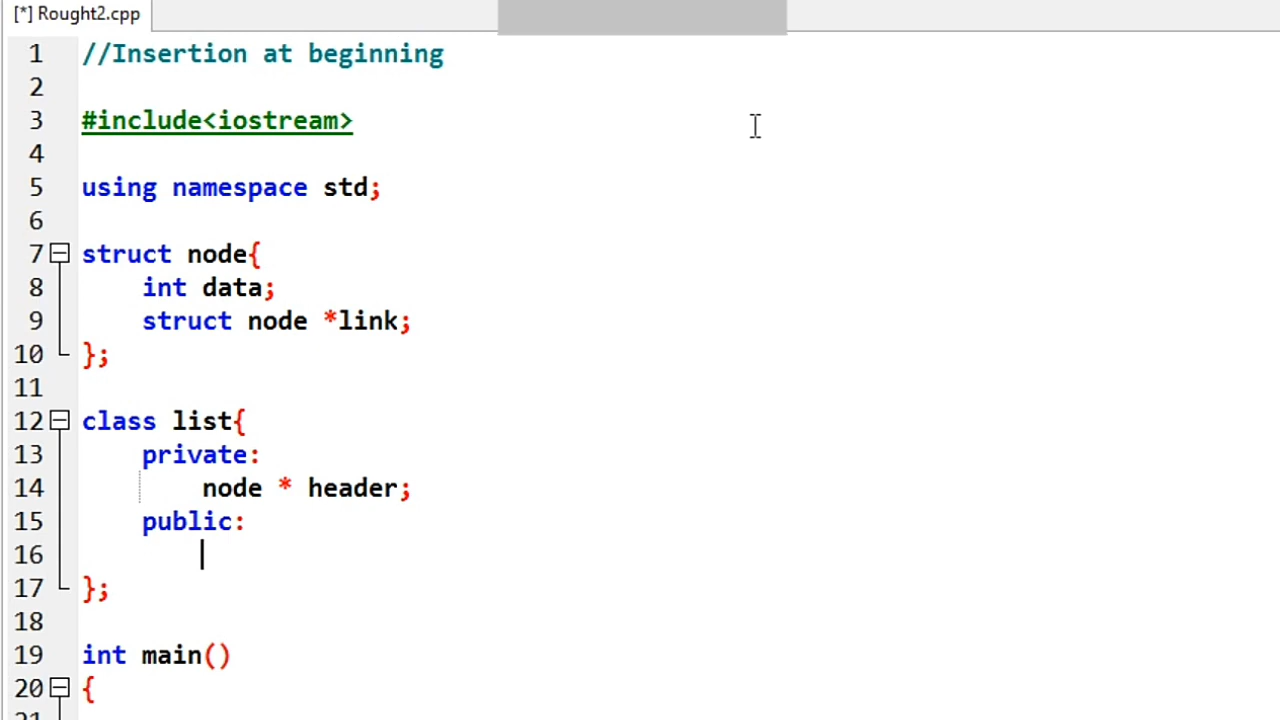 [*] Rought2.cpp
1 //Insertion at beginning
2
3 #include<iostream>
4
5 using namespace std;
6
7 struct node{
8 int data;
9 struct node *link;
10 };
11
12 class list{
13 private:
14 node * header;
15 public:
16
17 };
18
19 int main()
20 {
21